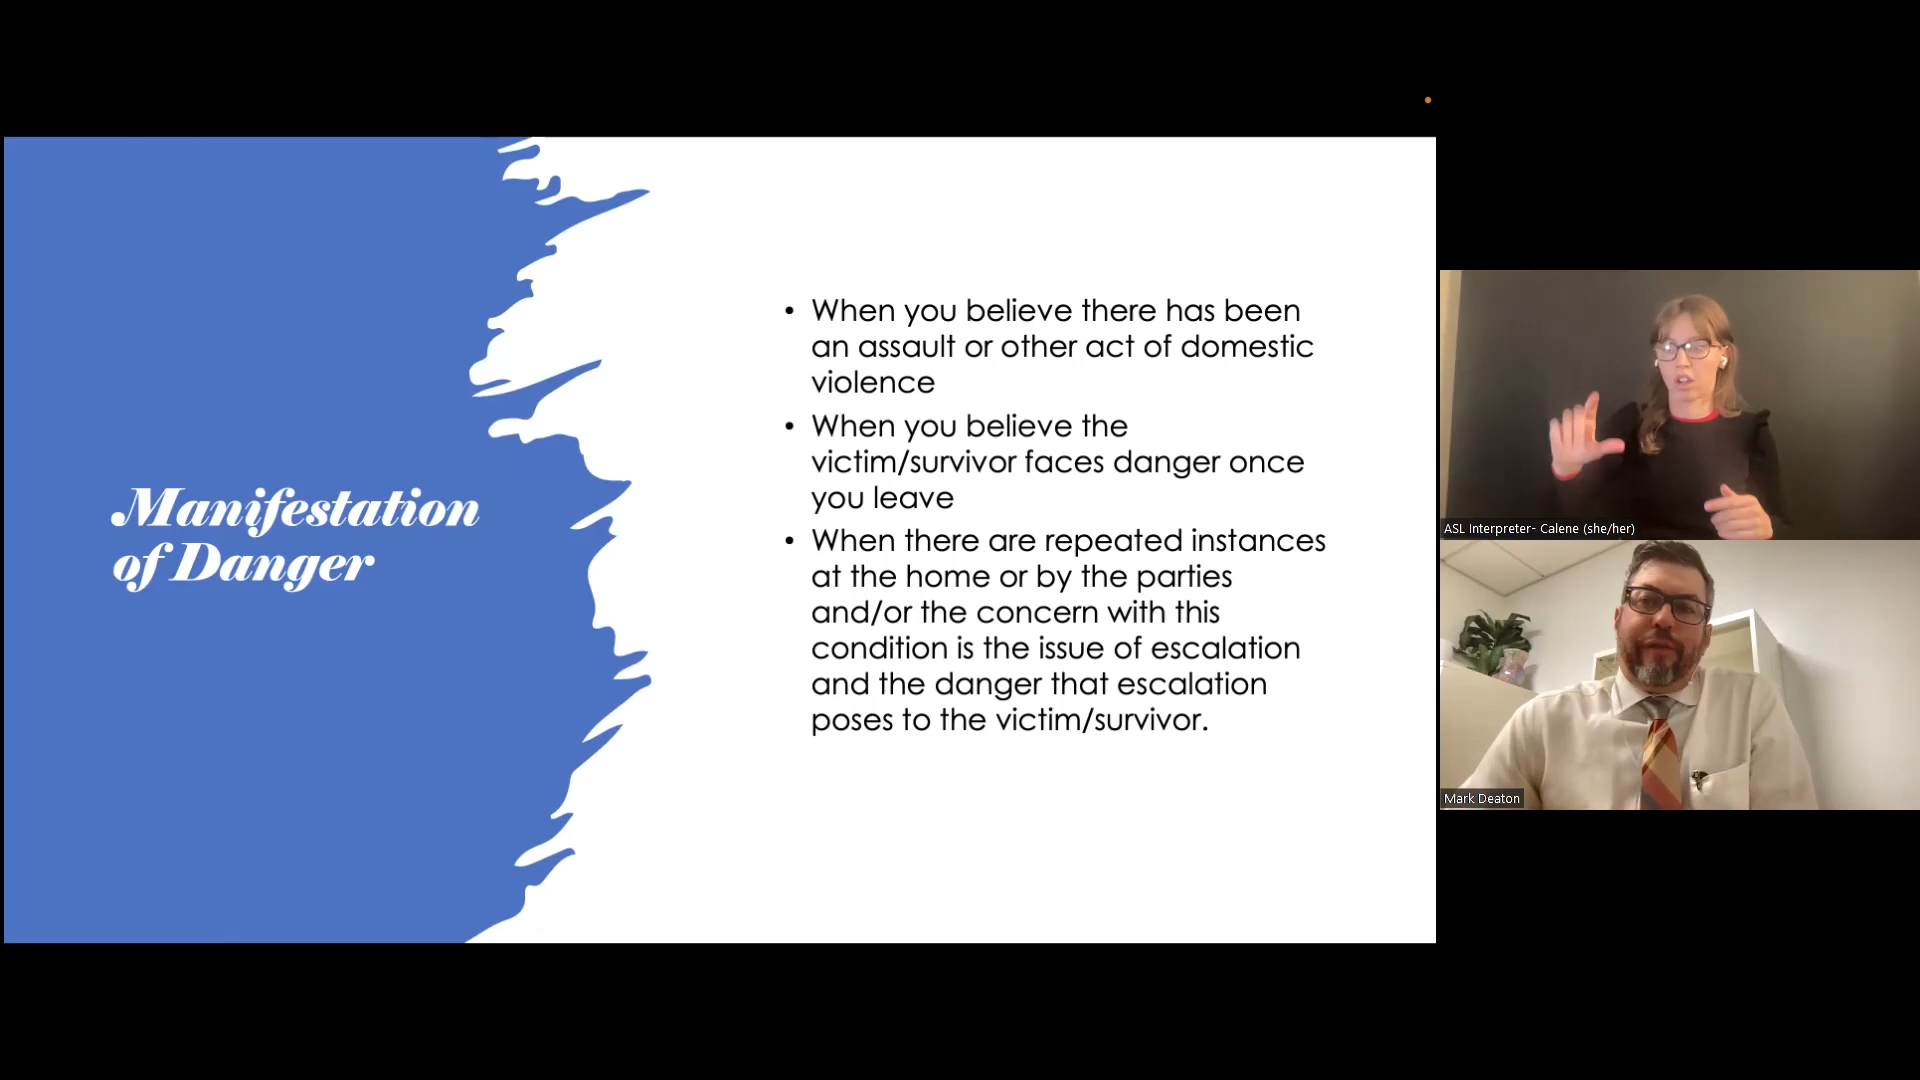 Manifestation
of Danger
• When you believe there has been
an assault or other act of domestic
violence
• When you believe the
victim/survivor faces danger once
you leave
• When there are repeated instances
at the home or by the parties
and/or the concern with this
condition is the issue of escalation
and the danger that escalation
poses to the victim/survivor.
ASL Interpreter- Calene (she/her)
Mark Deaton